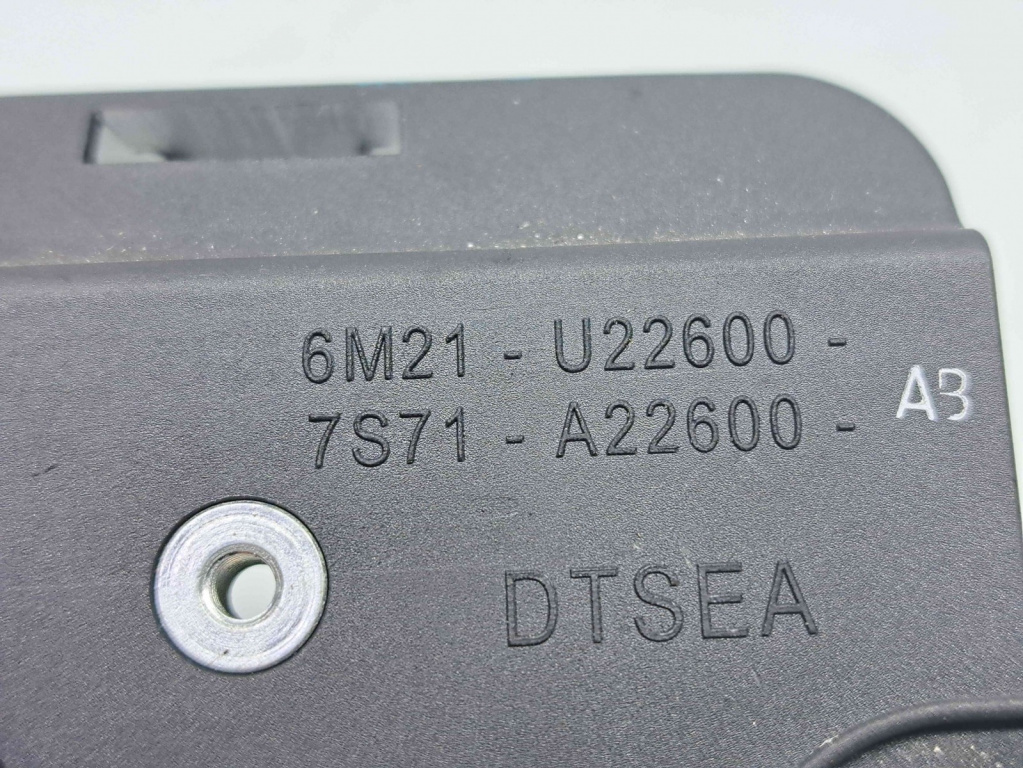 6M21 - U22600 -
7S71 - A22600 -
AB
DTSEA